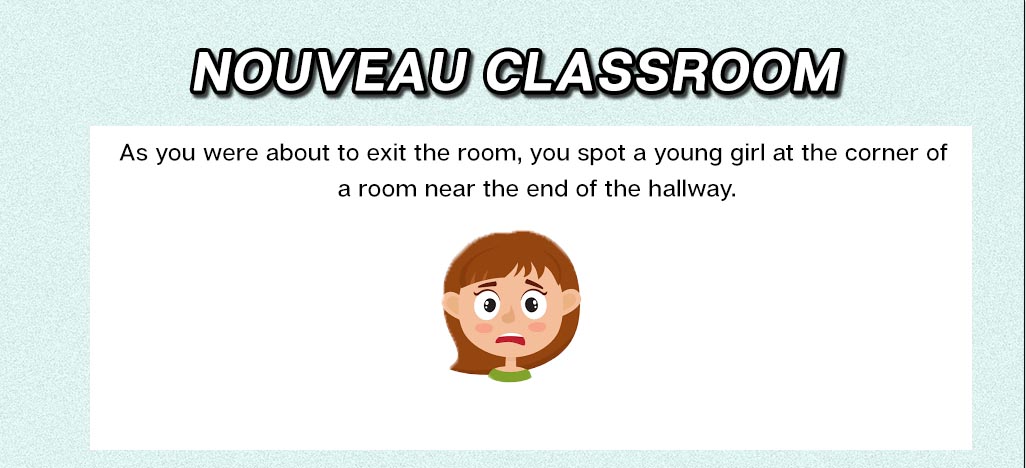 NOUVEAU CLASSROOM
As you were about to exit the room, you spot a young girl at the corner of
a room near the end of the hallway.